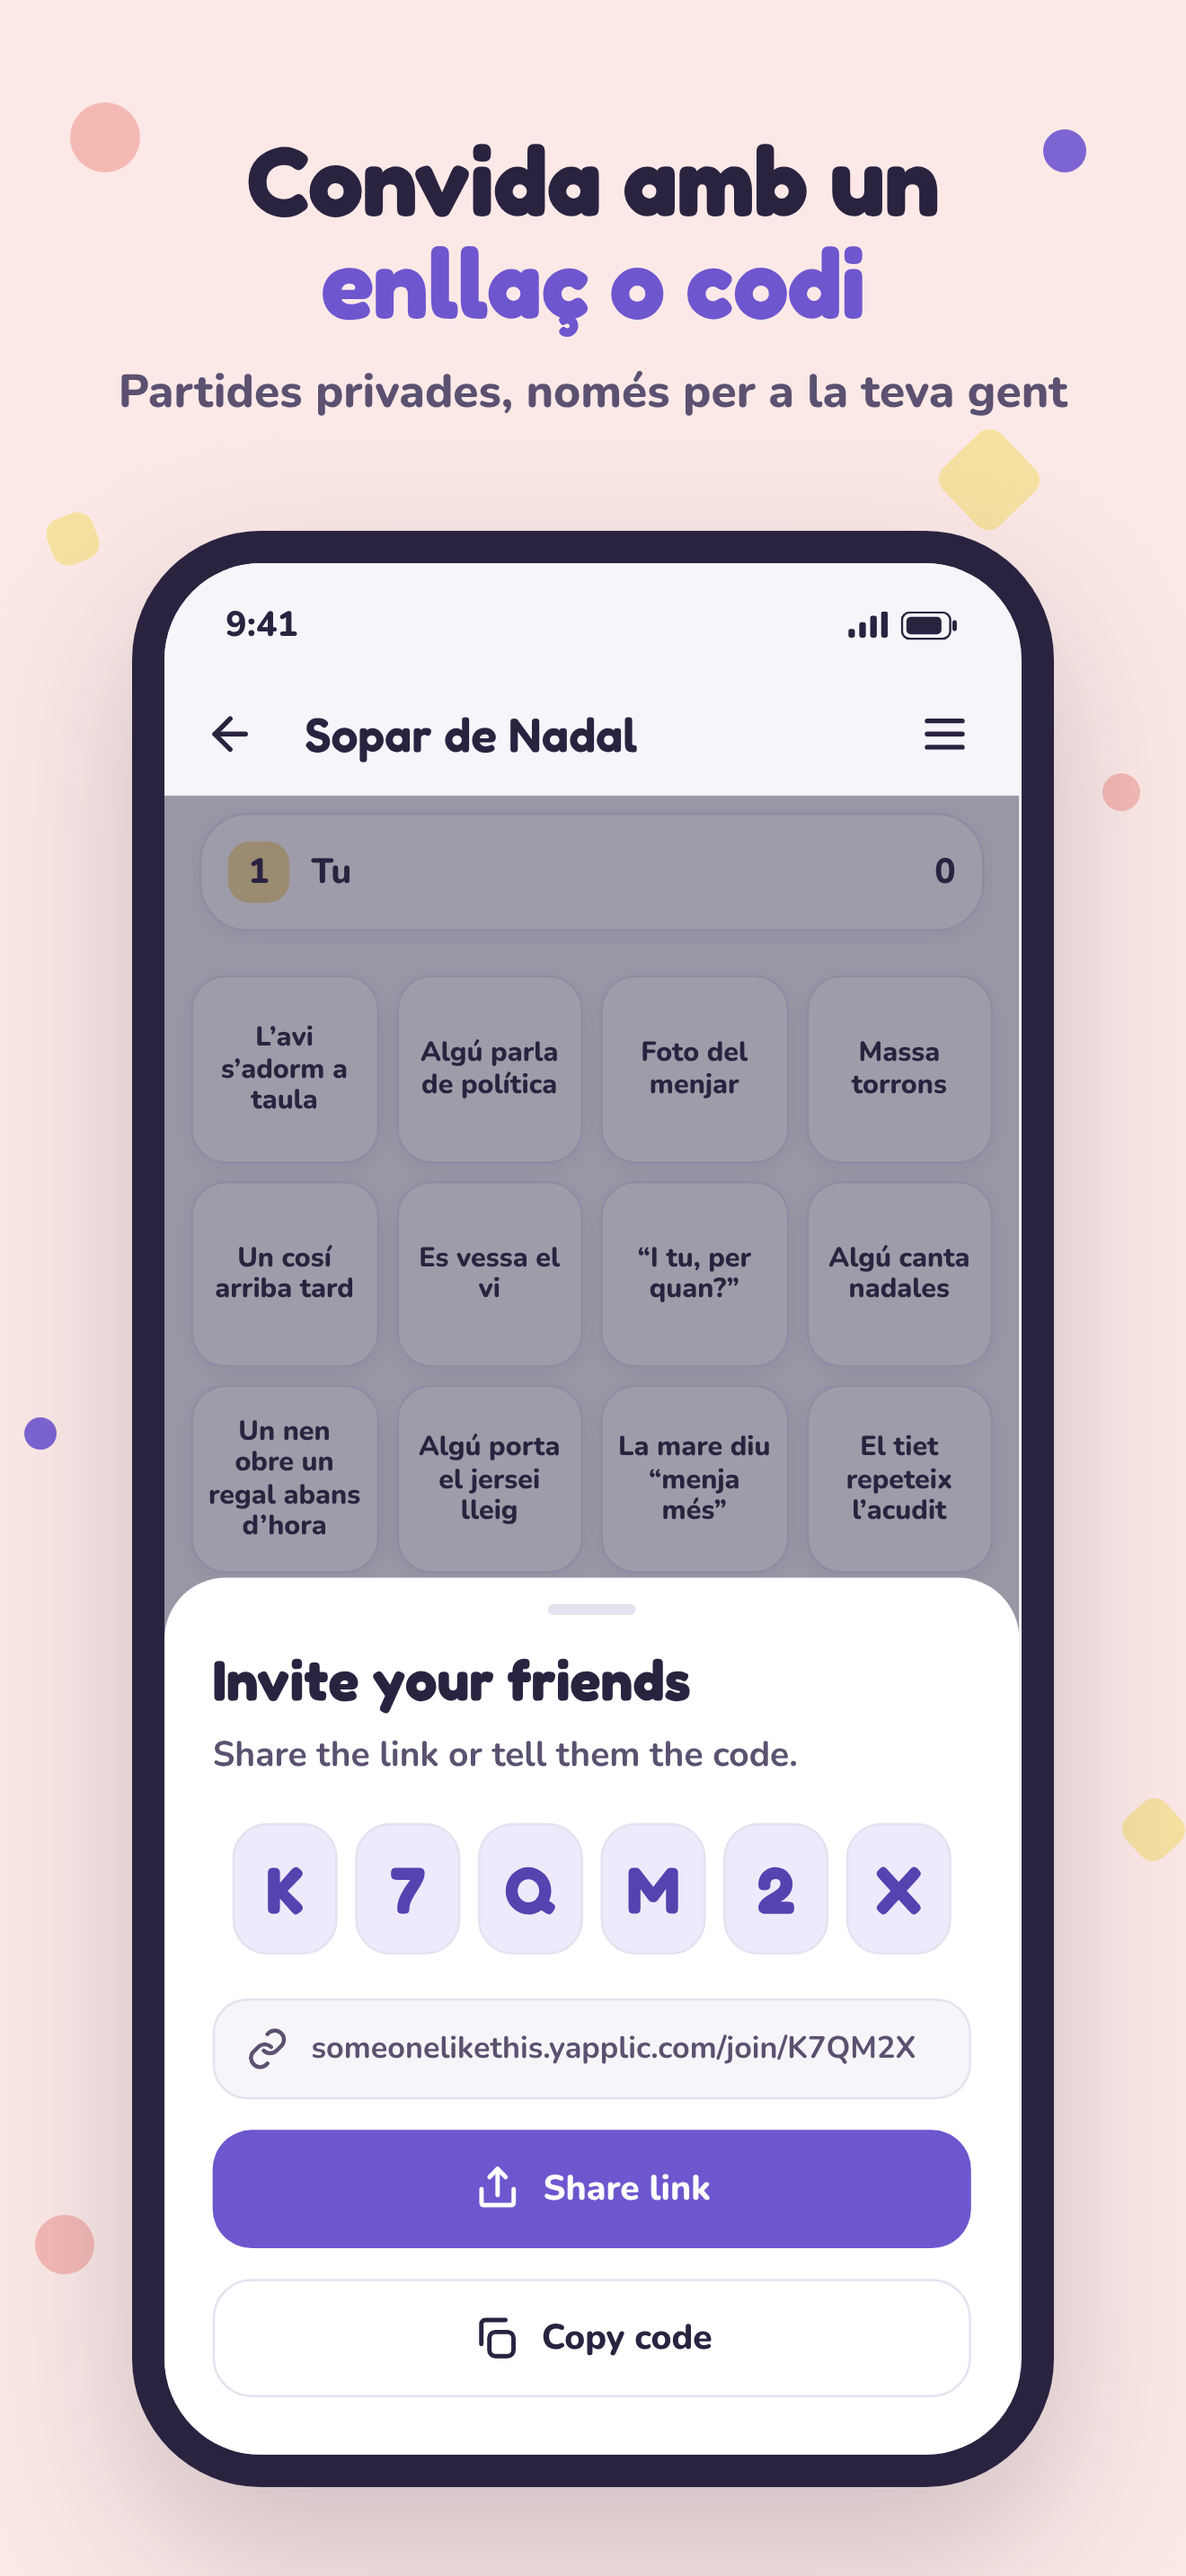 Convida amb un
enllaç o codi
Partides privades, només per a la teva gent
9:41
Sopar de Nadal
1 Tu 0
L’avi
s’adorm a
taula
Algú parla
de política
Foto del
menjar
Massa
torrons
Un cosí
arriba tard
Es vessa el
vi
“I tu, per
quan?”
Algú canta
nadales
Un nen
obre un
regal abans
d’hora
Algú porta
el jersei
lleig
La mare diu
“menja
més”
El tiet
repeteix
l’acudit
Invite your friends
Share the link or tell them the code.
K 7 Q M 2 X
someonelikethis.yapplic.com/join/K7QM2X
Share link
Copy code